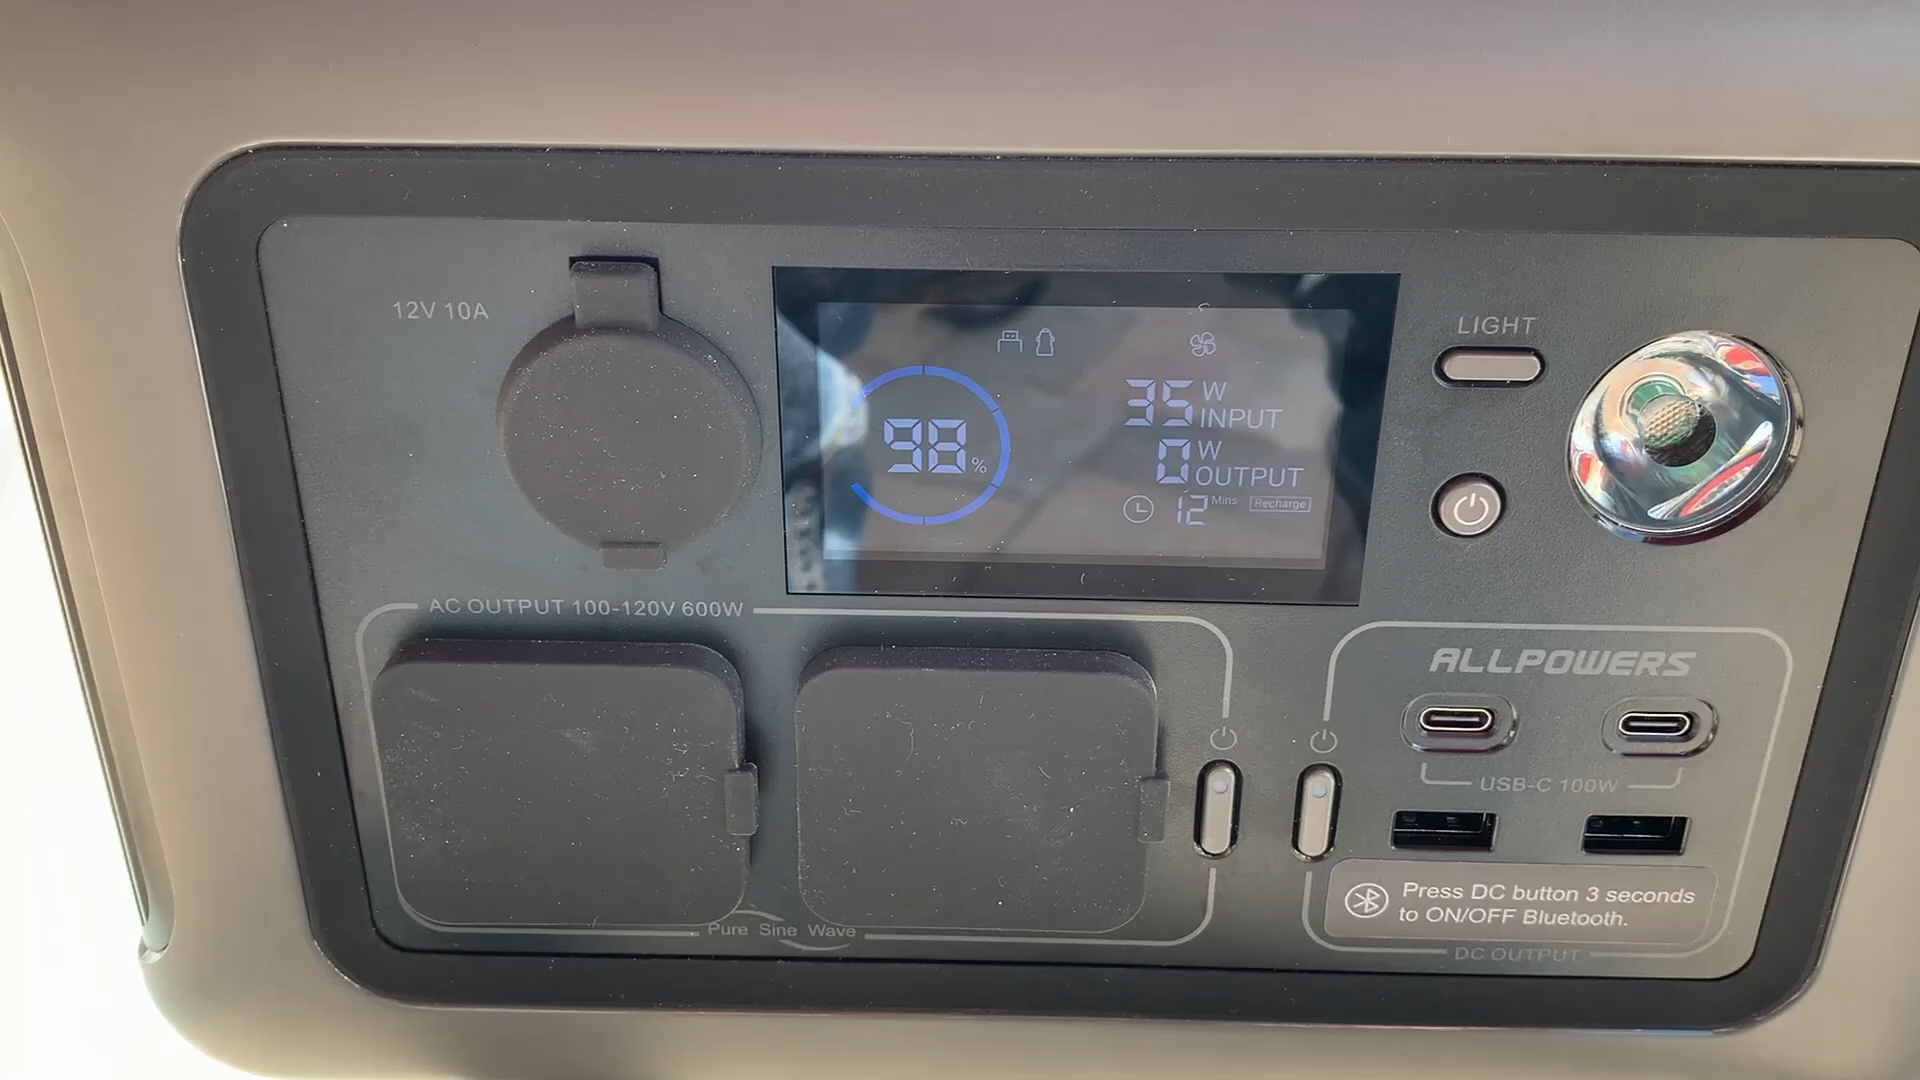 12V 10A
98%
35 W
INPUT
0 W
OUTPUT
12 Mins Recharge
LIGHT
AC OUTPUT 100-120V 600W
Pure Sine Wave
ALLPOWERS
USB-C 100W
Press DC button 3 seconds
to ON/OFF Bluetooth.
DC OUTPUT